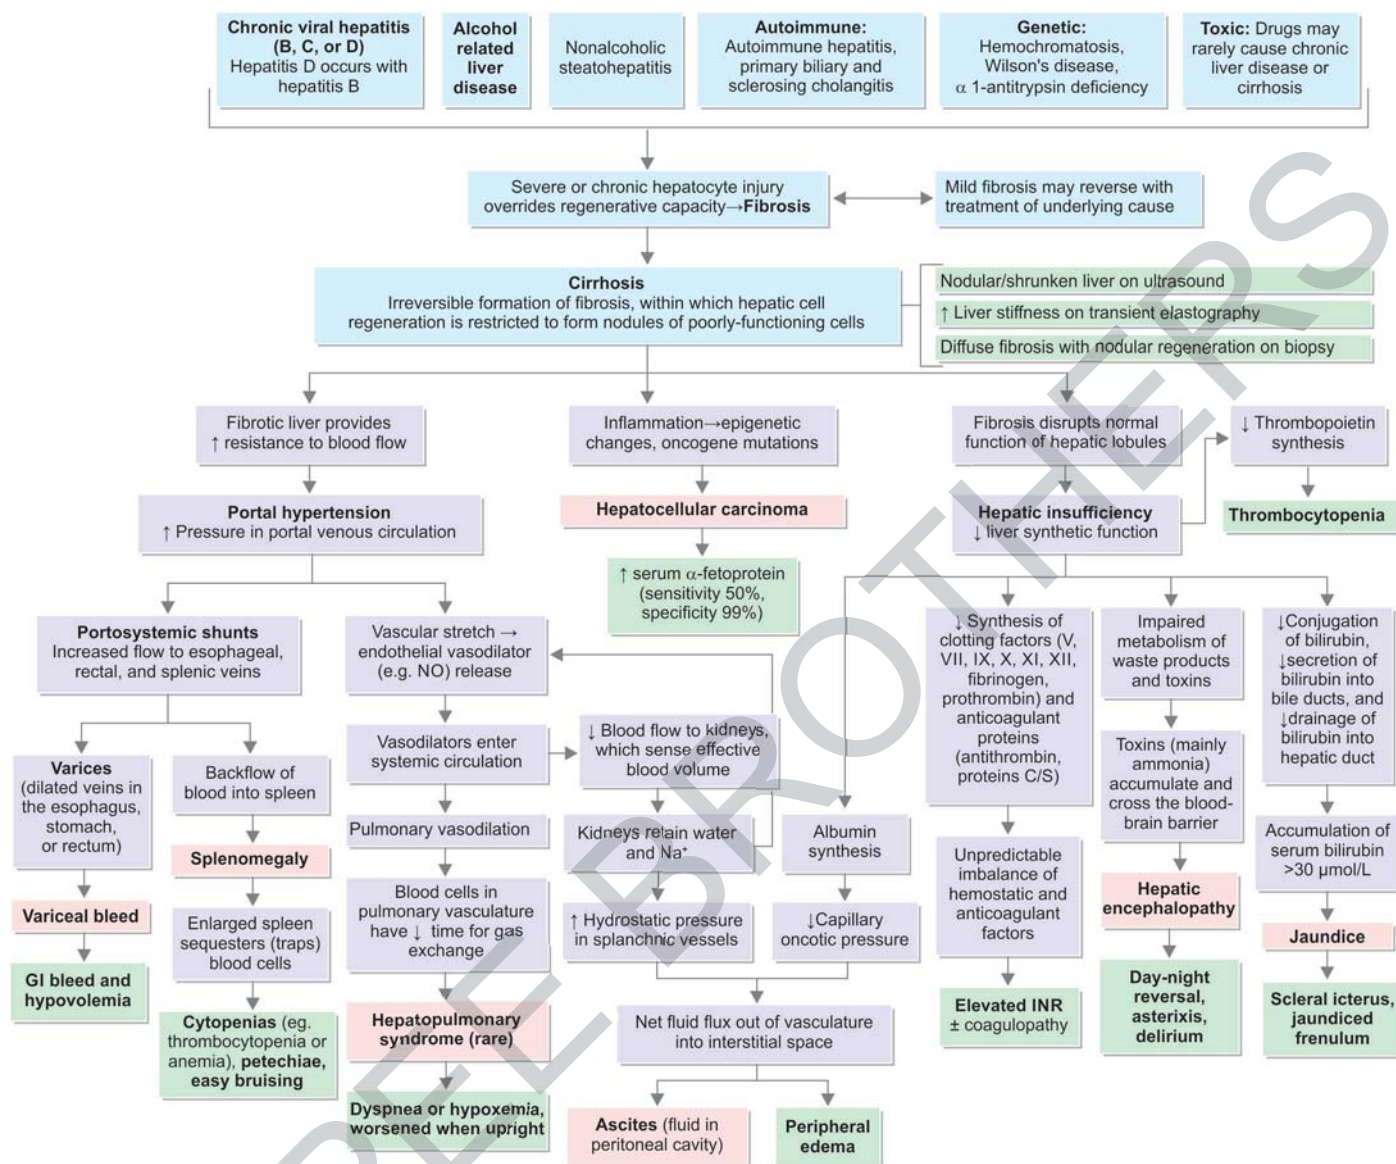 Chronic viral hepatitis
(B, C, or D)
Hepatitis D occurs with
hepatitis B
Alcohol
related
liver
disease
Nonalcoholic
steatohepatitis
Autoimmune:
Autoimmune hepatitis,
primary biliary and
sclerosing cholangitis
Genetic:
Hemochromatosis,
Wilson's disease,
α 1-antitrypsin deficiency
Toxic: Drugs may
rarely cause chronic
liver disease or
cirrhosis
Severe or chronic hepatocyte injury
overrides regenerative capacity→Fibrosis
Mild fibrosis may reverse with
treatment of underlying cause
Cirrhosis
Irreversible formation of fibrosis, within which hepatic cell
regeneration is restricted to form nodules of poorly-functioning cells
Nodular/shrunken liver on ultrasound
↑ Liver stiffness on transient elastography
Diffuse fibrosis with nodular regeneration on biopsy
Fibrotic liver provides
↑ resistance to blood flow
Inflammation→epigenetic
changes, oncogene mutations
Fibrosis disrupts normal
function of hepatic lobules
↓ Thrombopoietin
synthesis
Portal hypertension
↑ Pressure in portal venous circulation
Hepatocellular carcinoma
Hepatic insufficiency
↓ liver synthetic function
Thrombocytopenia
↑ serum α-fetoprotein
(sensitivity 50%,
specificity 99%)
Portosystemic shunts
Increased flow to esophageal,
rectal, and splenic veins
Vascular stretch →
endothelial vasodilator
(e.g. NO) release
↓ Synthesis of
clotting factors (V,
VII, IX, X, XI, XII,
fibrinogen,
prothrombin) and
anticoagulant
proteins
(antithrombin,
proteins C/S)
Impaired
metabolism of
waste products
and toxins
↓Conjugation
of bilirubin,
↓secretion of
bilirubin into
bile ducts, and
↓drainage of
bilirubin into
hepatic duct
Varices
(dilated veins in
the esophagus,
stomach,
or rectum)
Backflow of
blood into spleen
Vasodilators enter
systemic circulation
↓ Blood flow to kidneys,
which sense effective
blood volume
Toxins (mainly
ammonia)
accumulate and
cross the blood-
brain barrier
Pulmonary vasodilation
Kidneys retain water
and Na⁺
Albumin
synthesis
Accumulation of
serum bilirubin
>30 μmol/L
Splenomegaly
Unpredictable
imbalance of
hemostatic and
anticoagulant
factors
Variceal bleed
Enlarged spleen
sequesters (traps)
blood cells
Blood cells in
pulmonary vasculature
have ↓ time for gas
exchange
↑ Hydrostatic pressure
in splanchnic vessels
↓Capillary
oncotic pressure
Hepatic
encephalopathy
Jaundice
GI bleed and
hypovolemia
Cytopenias (eg.
thrombocytopenia or
anemia), petechiae,
easy bruising
Hepatopulmonary
syndrome (rare)
Net fluid flux out of vasculature
into interstitial space
Elevated INR
± coagulopathy
Day-night
reversal,
asterixis,
delirium
Scleral icterus,
jaundiced
frenulum
Dyspnea or hypoxemia,
worsened when upright
Ascites (fluid in
peritoneal cavity)
Peripheral
edema
PEE BROTHERS